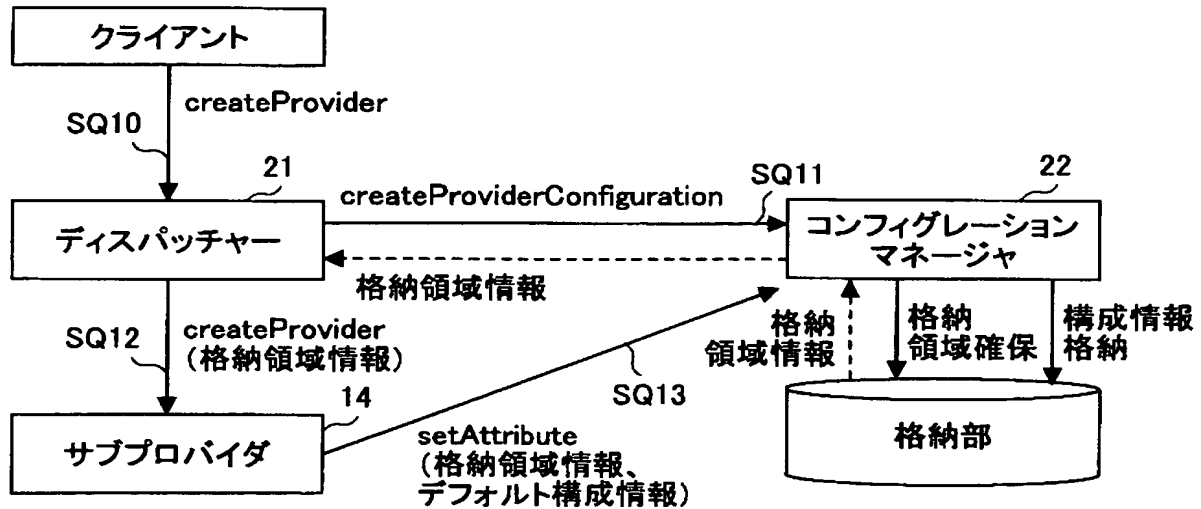 クライアント
createProvider
SQ10
21
ディスパッチャー
createProviderConfiguration
SQ11
22
コンフィグレーション
マネージャ
格納領域情報
SQ12
createProvider
(格納領域情報)
格納
領域情報
格納
領域確保
構成情報
格納
SQ13
14
サブプロバイダ
setAttribute
(格納領域情報、
デフォルト構成情報)
格納部